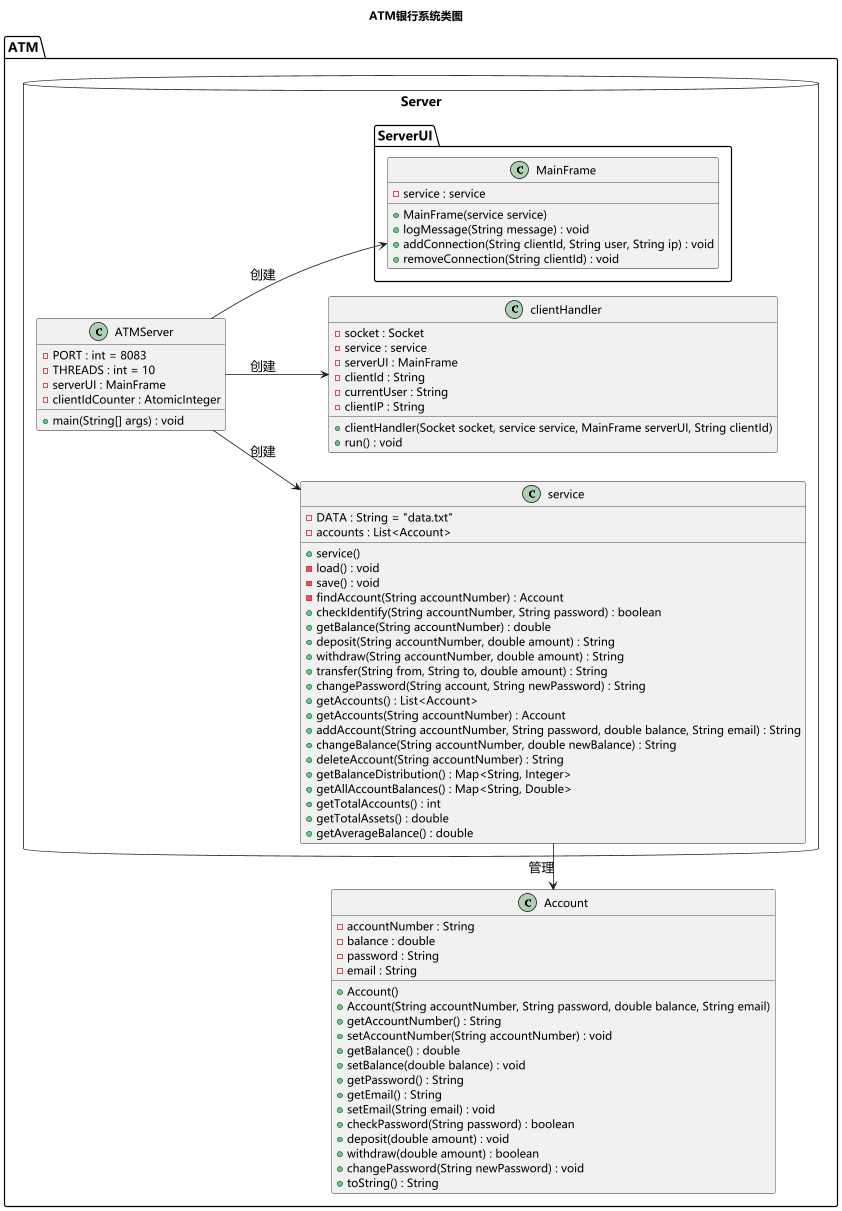 ATM银行系统类图
ATM
Server
ServerUI
C MainFrame
service : service
MainFrame(service service)
logMessage(String message) : void
addConnection(String clientId, String user, String ip) : void
removeConnection(String clientId) : void
创建
C clientHandler
socket : Socket
service : service
serverUI : MainFrame
clientId : String
currentUser : String
clientIP : String
clientHandler(Socket socket, service service, MainFrame serverUI, String clientId)
run() : void
C ATMServer
PORT : int = 8083
THREADS : int = 10
serverUI : MainFrame
clientIdCounter : AtomicInteger
main(String[] args) : void
创建
创建
C service
DATA : String = "data.txt"
accounts : List<Account>
service()
load() : void
save() : void
findAccount(String accountNumber) : Account
checkIdentify(String accountNumber, String password) : boolean
getBalance(String accountNumber) : double
deposit(String accountNumber, double amount) : String
withdraw(String accountNumber, double amount) : String
transfer(String from, String to, double amount) : String
changePassword(String account, String newPassword) : String
getAccounts() : List<Account>
getAccounts(String accountNumber) : Account
addAccount(String accountNumber, String password, double balance, String email) : String
changeBalance(String accountNumber, double newBalance) : String
deleteAccount(String accountNumber) : String
getBalanceDistribution() : Map<String, Integer>
getAllAccountBalances() : Map<String, Double>
getTotalAccounts() : int
getTotalAssets() : double
getAverageBalance() : double
管理
C Account
accountNumber : String
balance : double
password : String
email : String
Account()
Account(String accountNumber, String password, double balance, String email)
getAccountNumber() : String
setAccountNumber(String accountNumber) : void
getBalance() : double
setBalance(double balance) : void
getPassword() : String
getEmail() : String
setEmail(String email) : void
checkPassword(String password) : boolean
deposit(double amount) : void
withdraw(double amount) : boolean
changePassword(String newPassword) : void
toString() : String